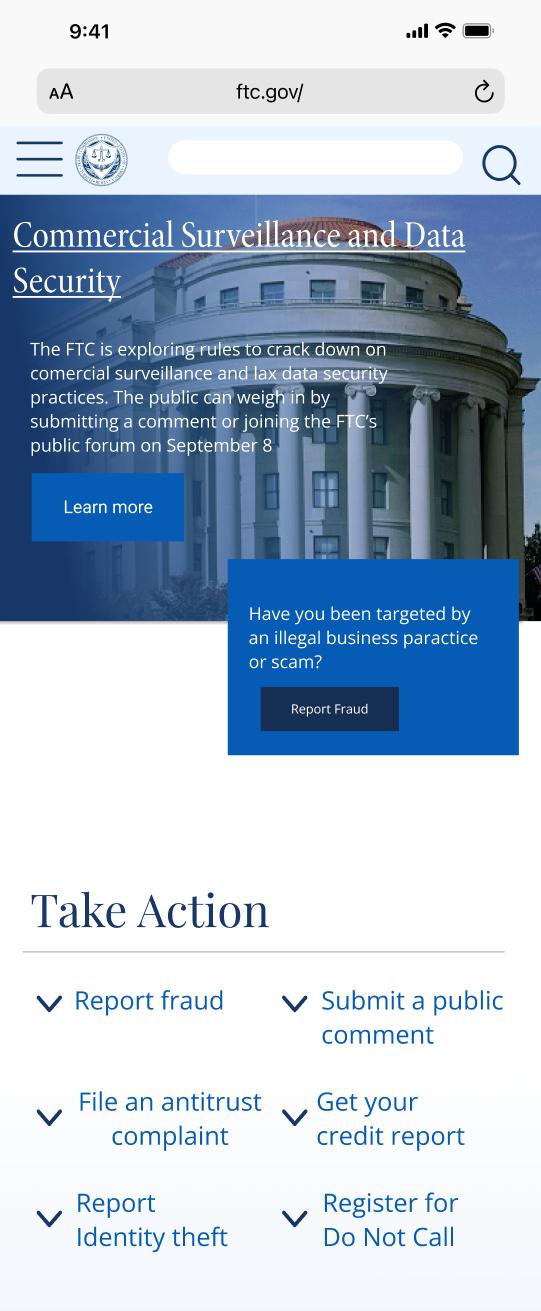 9:41
AA
ftc.gov/
Commercial Surveillance and Data
Security
The FTC is exploring rules to crack down on
comercial surveillance and lax data security
practices. The public can weigh in by
submitting a comment or joining the FTC’s
public forum on September 8
Learn more
Have you been targeted by
an illegal business paractice
or scam?
Report Fraud
Take Action
Report fraud
Submit a public
comment
File an antitrust
complaint
Get your
credit report
Report
Identity theft
Register for
Do Not Call